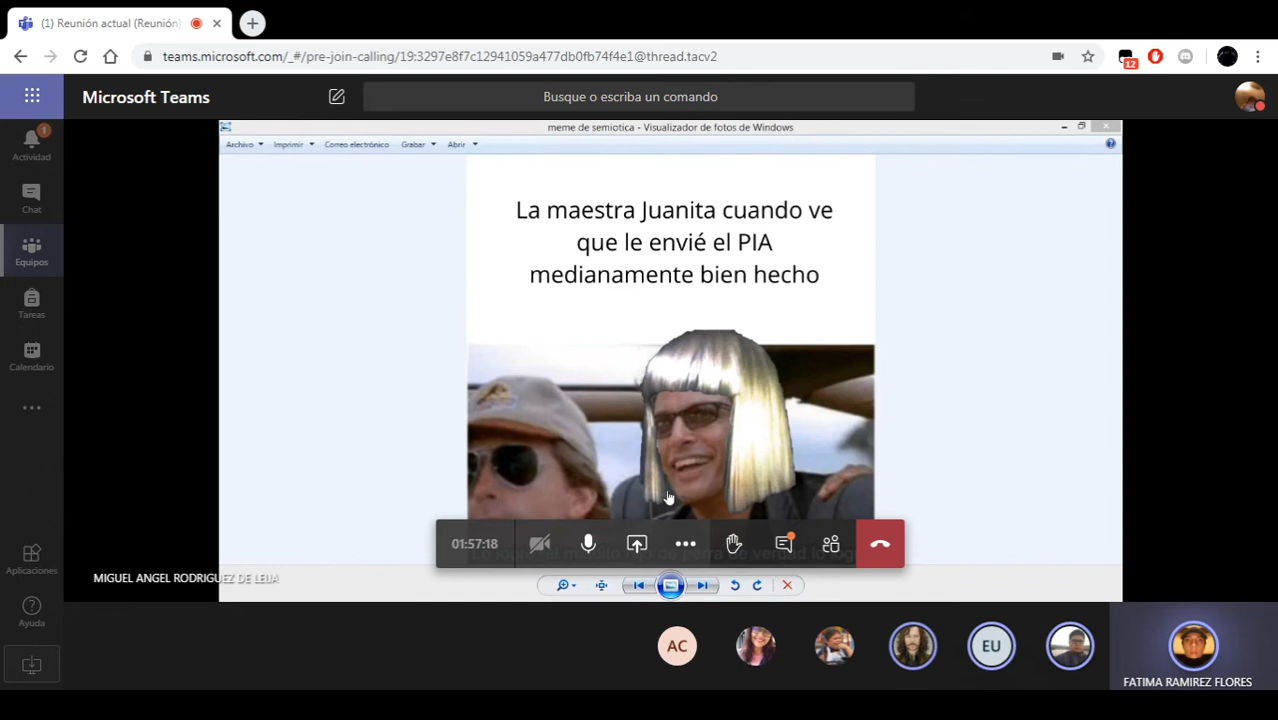 (1) Reunión actual (Reunión)
teams.microsoft.com/_#/pre-join-calling/19:3297e8f7c12941059a477db0fb74f4e1@thread.tacv2
12
Microsoft Teams
Busque o escriba un comando
meme de semiotica - Visualizador de fotos de Windows
Archivo Imprimir Correo electrónico Grabar Abrir
1
Actividad
Chat
Equipos
Tareas
Calendario
Aplicaciones
Ayuda
La maestra Juanita cuando ve
que le envié el PIA
medianamente bien hecho
01:57:18
MIGUEL ANGEL RODRIGUEZ DE LEIJA
AC
EU
FATIMA RAMIREZ FLORES